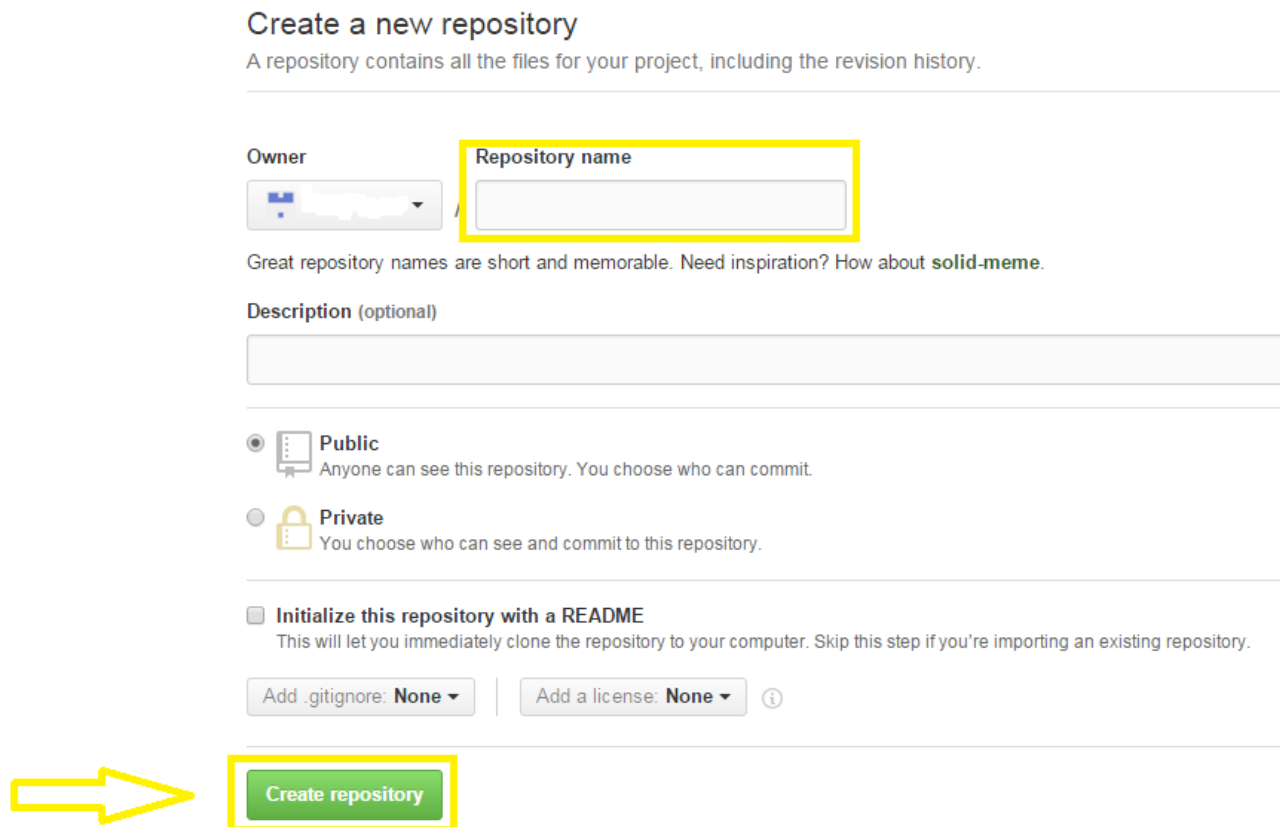 Create a new repository
A repository contains all the files for your project, including the revision history.
Owner
Repository name
/
Great repository names are short and memorable. Need inspiration? How about solid-meme.
Description (optional)
Public
Anyone can see this repository. You choose who can commit.
Private
You choose who can see and commit to this repository.
Initialize this repository with a README
This will let you immediately clone the repository to your computer. Skip this step if you’re importing an existing repository.
Add .gitignore: None
Add a license: None
Create repository